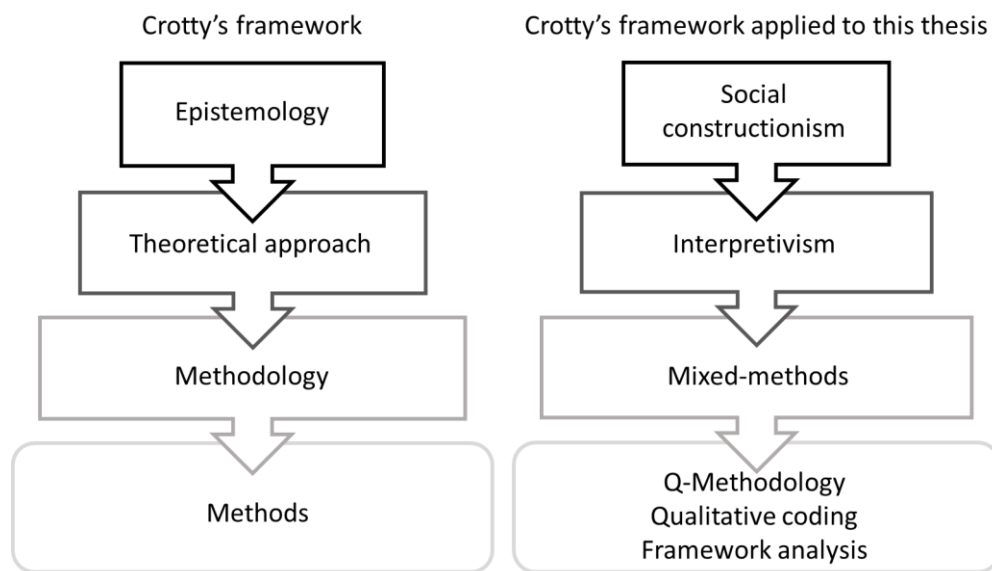 Crotty’s framework
Epistemology
Theoretical approach
Methodology
Methods
Crotty’s framework applied to this thesis
Social
constructionism
Interpretivism
Mixed-methods
Q-Methodology
Qualitative coding
Framework analysis